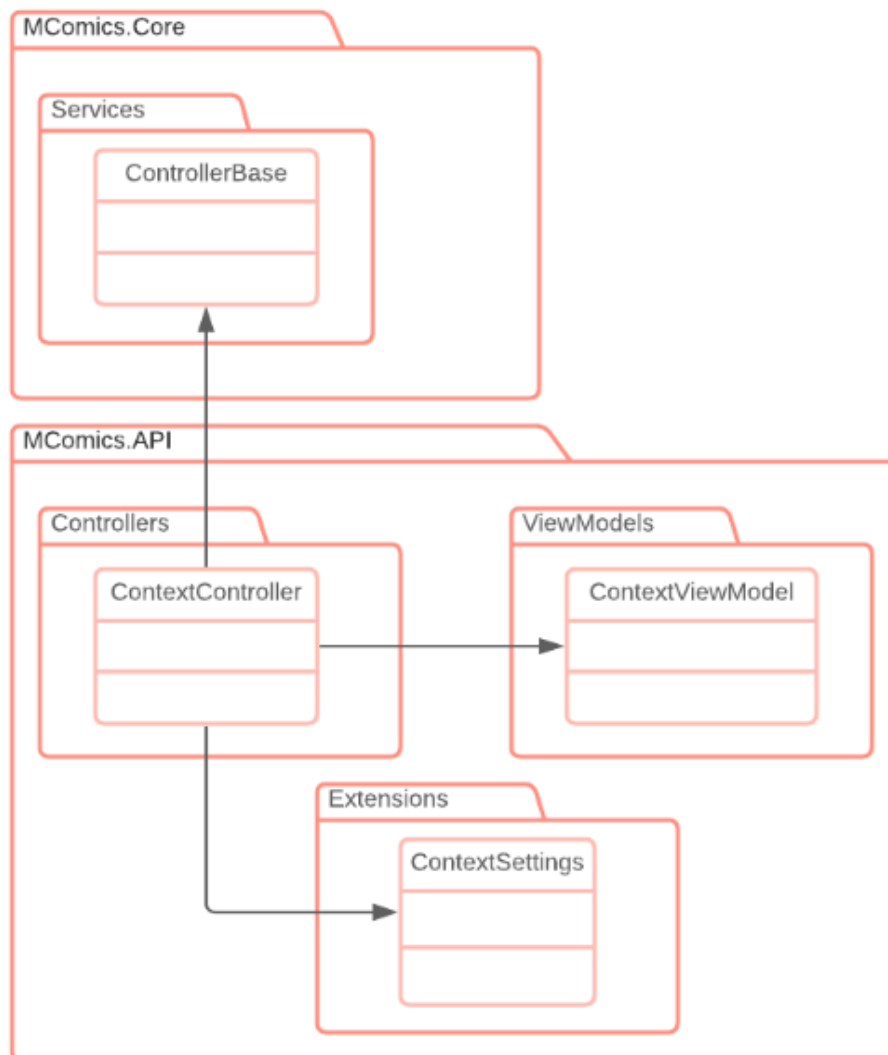 MComics.Core
Services
ControllerBase
MComics.API
Controllers
ViewModels
ContextController
ContextViewModel
Extensions
ContextSettings